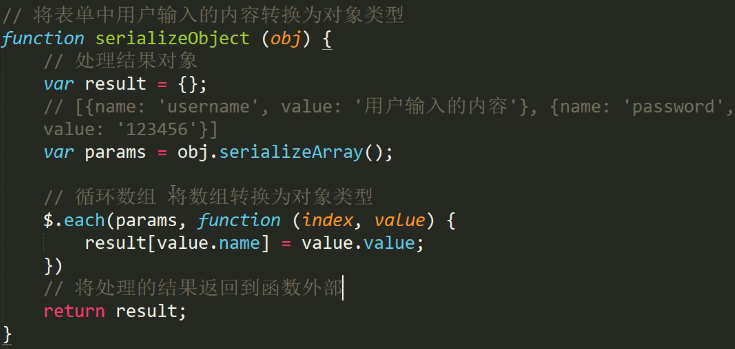 // 将表单中用户输入的内容转换为对象类型
function serializeObject (obj) {
    // 处理结果对象
    var result = {};
    // [{name: 'username', value: '用户输入的内容'}, {name: 'password',
    value: '123456'}]
    var params = obj.serializeArray();
    // 循环数组 将数组转换为对象类型
    $.each(params, function (index, value) {
        result[value.name] = value.value;
    })
    // 将处理的结果返回到函数外部
    return result;
}